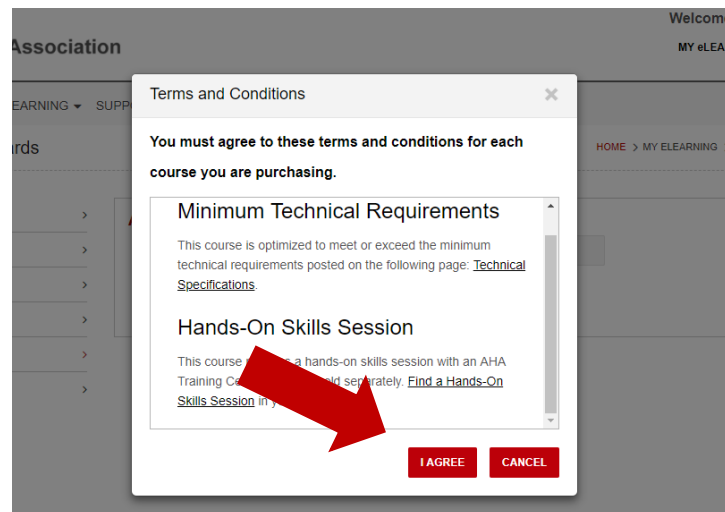 Welcome
Association
MY eLEA
EARNING SUPP
Terms and Conditions
×
rds
You must agree to these terms and conditions for each
course you are purchasing.
HOME > MY ELEARNING
Minimum Technical Requirements
This course is optimized to meet or exceed the minimum
technical requirements posted on the following page: Technical
Specifications.
Hands-On Skills Session
This course a hands-on skills session with an AHA
Training Ce ld separately. Find a Hands-On
Skills Session in y
I AGREE CANCEL